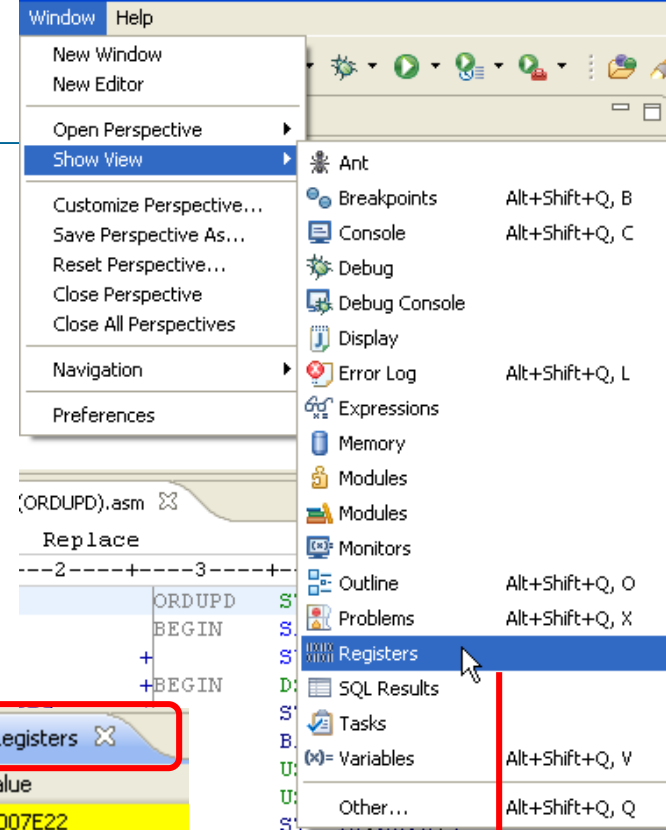 Window Help
New Window
New Editor
Open Perspective
Show View
Customize Perspective...
Save Perspective As...
Reset Perspective...
Close Perspective
Close All Perspectives
Navigation
Preferences
Ant
Breakpoints Alt+Shift+Q, B
Console Alt+Shift+Q, C
Debug
Debug Console
Display
Error Log Alt+Shift+Q, L
Expressions
Memory
Modules
Modules
Monitors
Outline Alt+Shift+Q, O
Problems Alt+Shift+Q, X
Registers
SQL Results
Tasks
Variables Alt+Shift+Q, V
Other... Alt+Shift+Q, Q
(ORDUPD).asm
Replace
---2----+----3----+-
ORDUPD
BEGIN
+
+BEGIN
egisters
alue
007E22